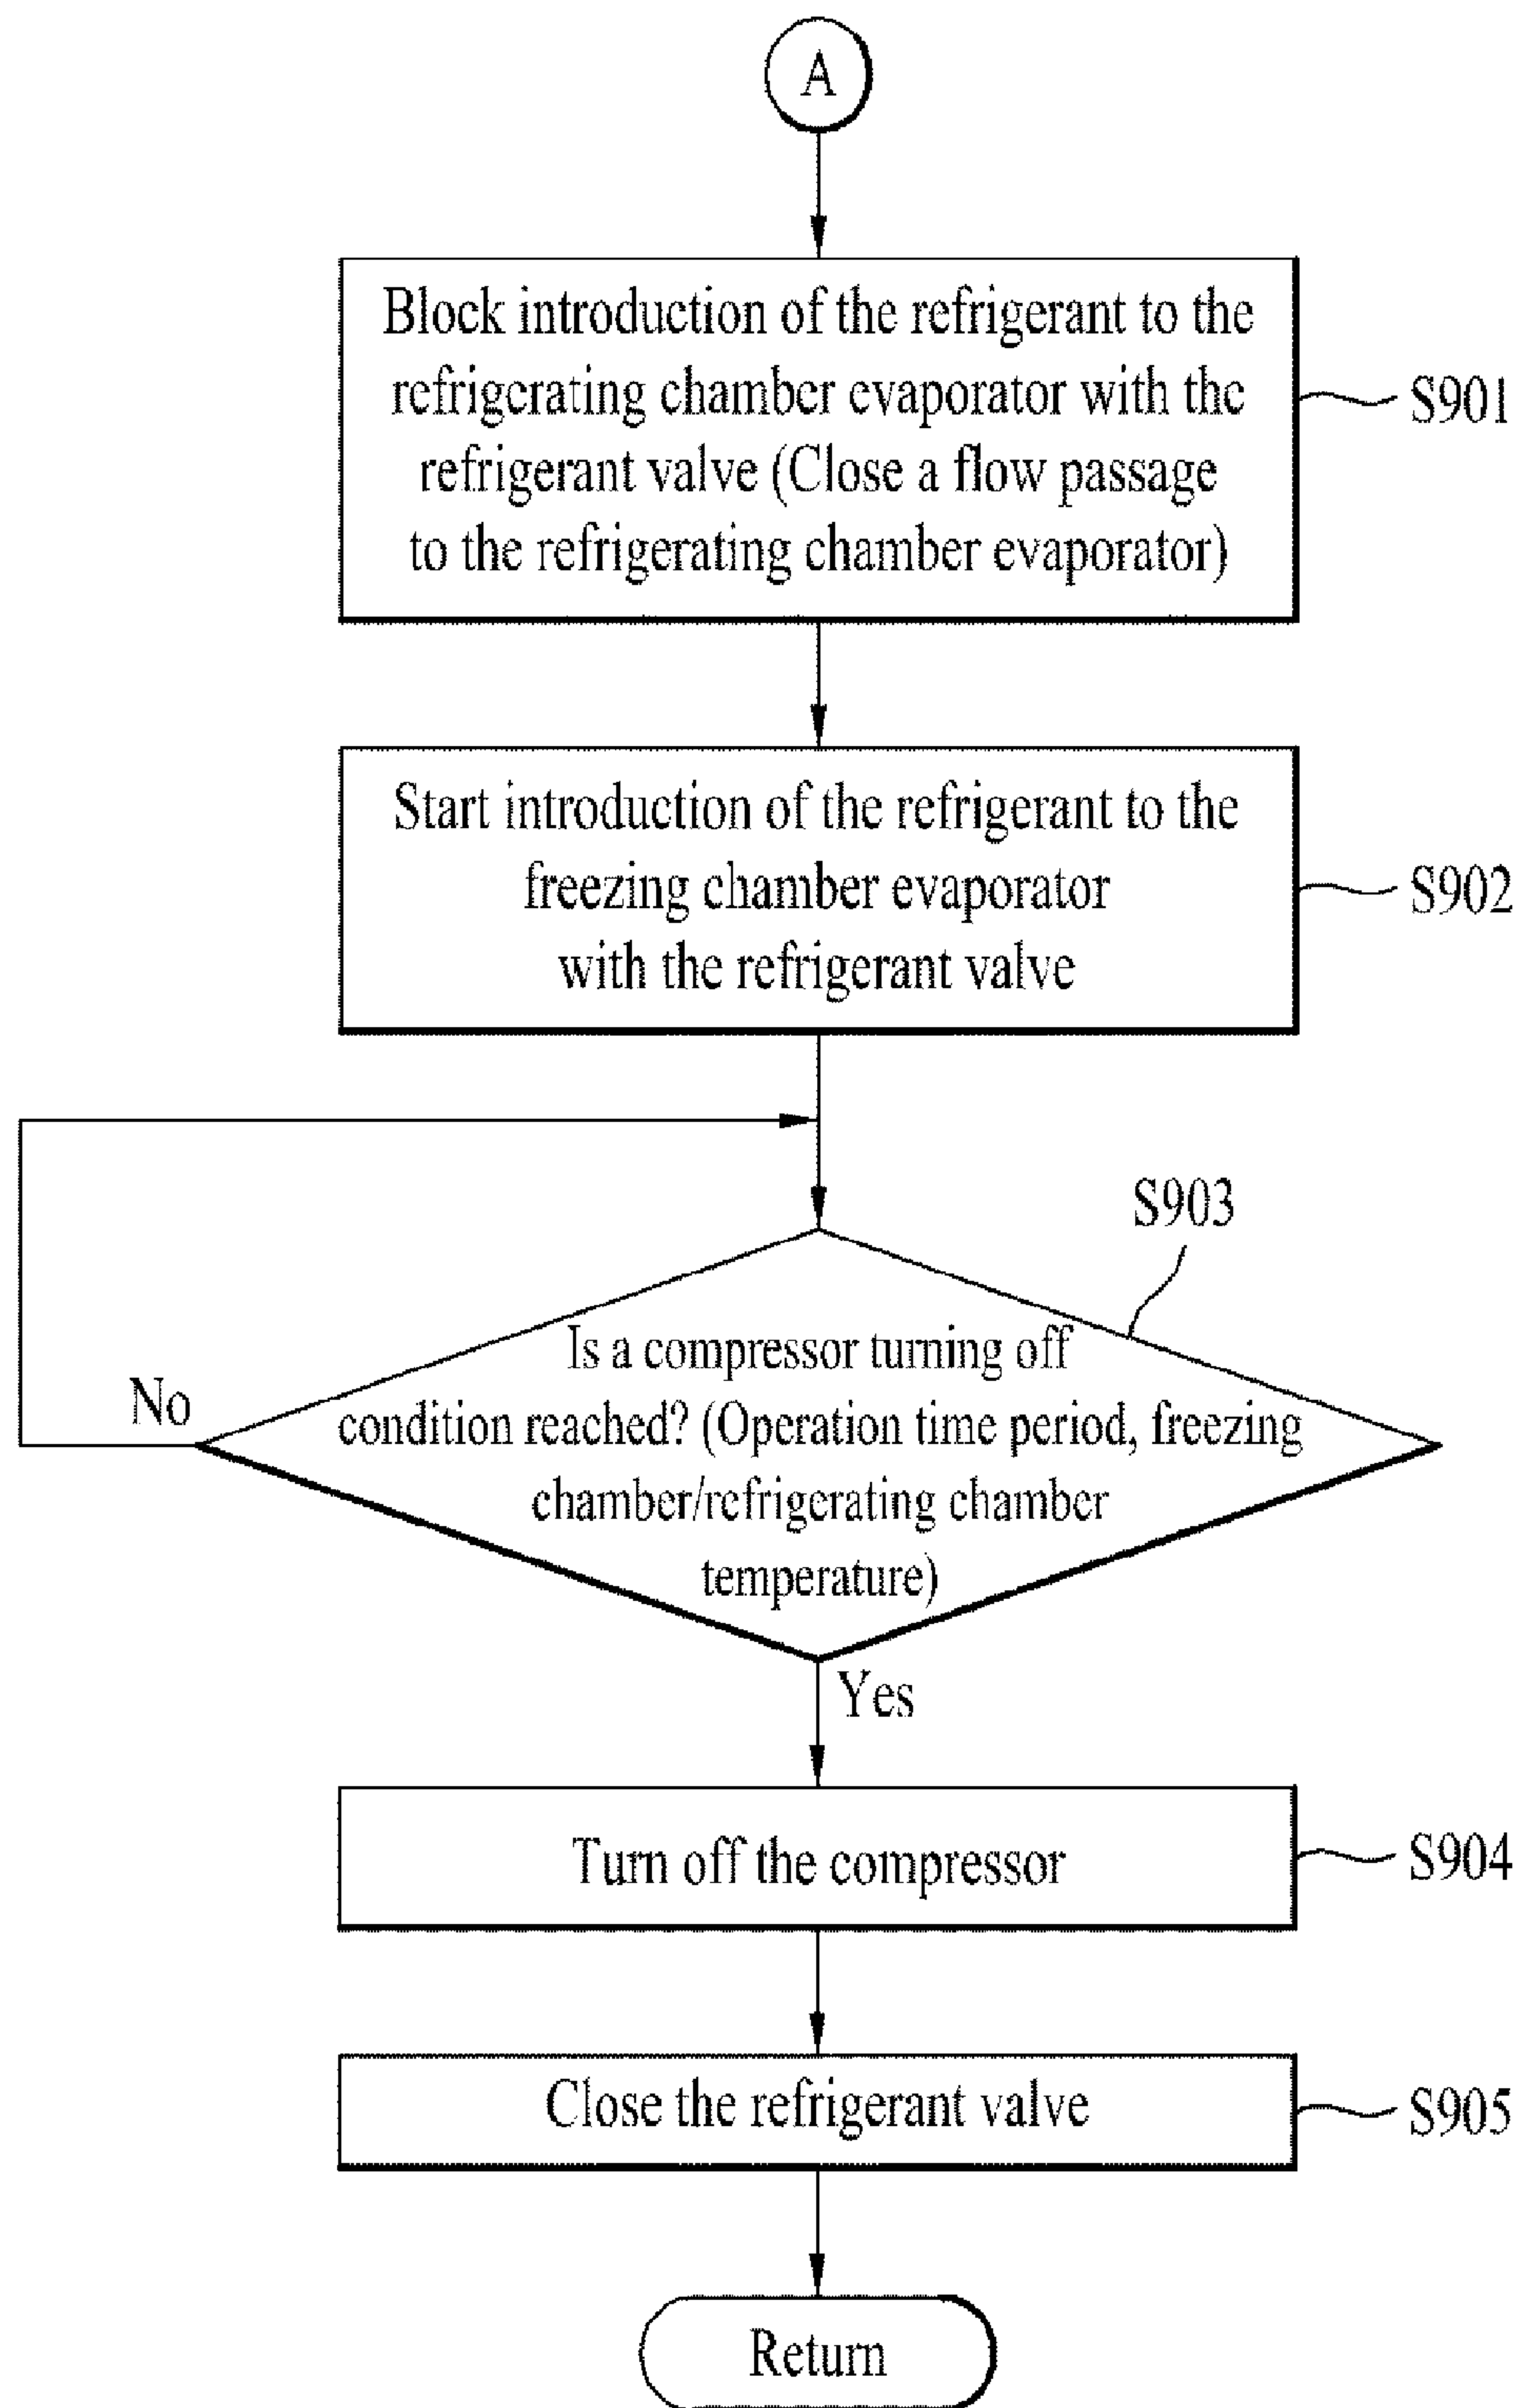 A
Block introduction of the refrigerant to the
refrigerating chamber evaporator with the
refrigerant valve (Close a flow passage
to the refrigerating chamber evaporator)
S901
Start introduction of the refrigerant to the
freezing chamber evaporator
with the refrigerant valve
S902
S903
Is a compressor turning off
condition reached? (Operation time period, freezing
chamber/refrigerating chamber
temperature)
No
Yes
Turn off the compressor
S904
Close the refrigerant valve
S905
Return